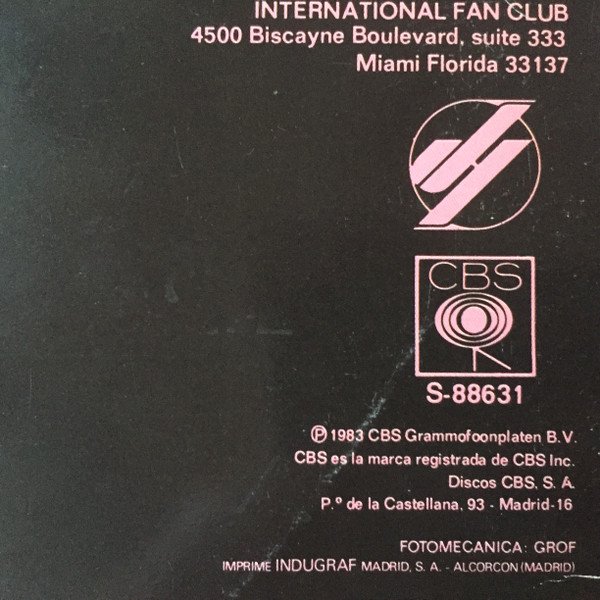 INTERNATIONAL FAN CLUB
4500 Biscayne Boulevard, suite 333
Miami Florida 33137
CBS
S-88631
℗ 1983 CBS Grammofoonplaten B.V.
CBS es la marca registrada de CBS Inc.
Discos CBS, S. A.
P.º de la Castellana, 93 - Madrid-16
FOTOMECANICA: GROF
IMPRIME INDUGRAF MADRID, S. A. - ALCORCON (MADRID)